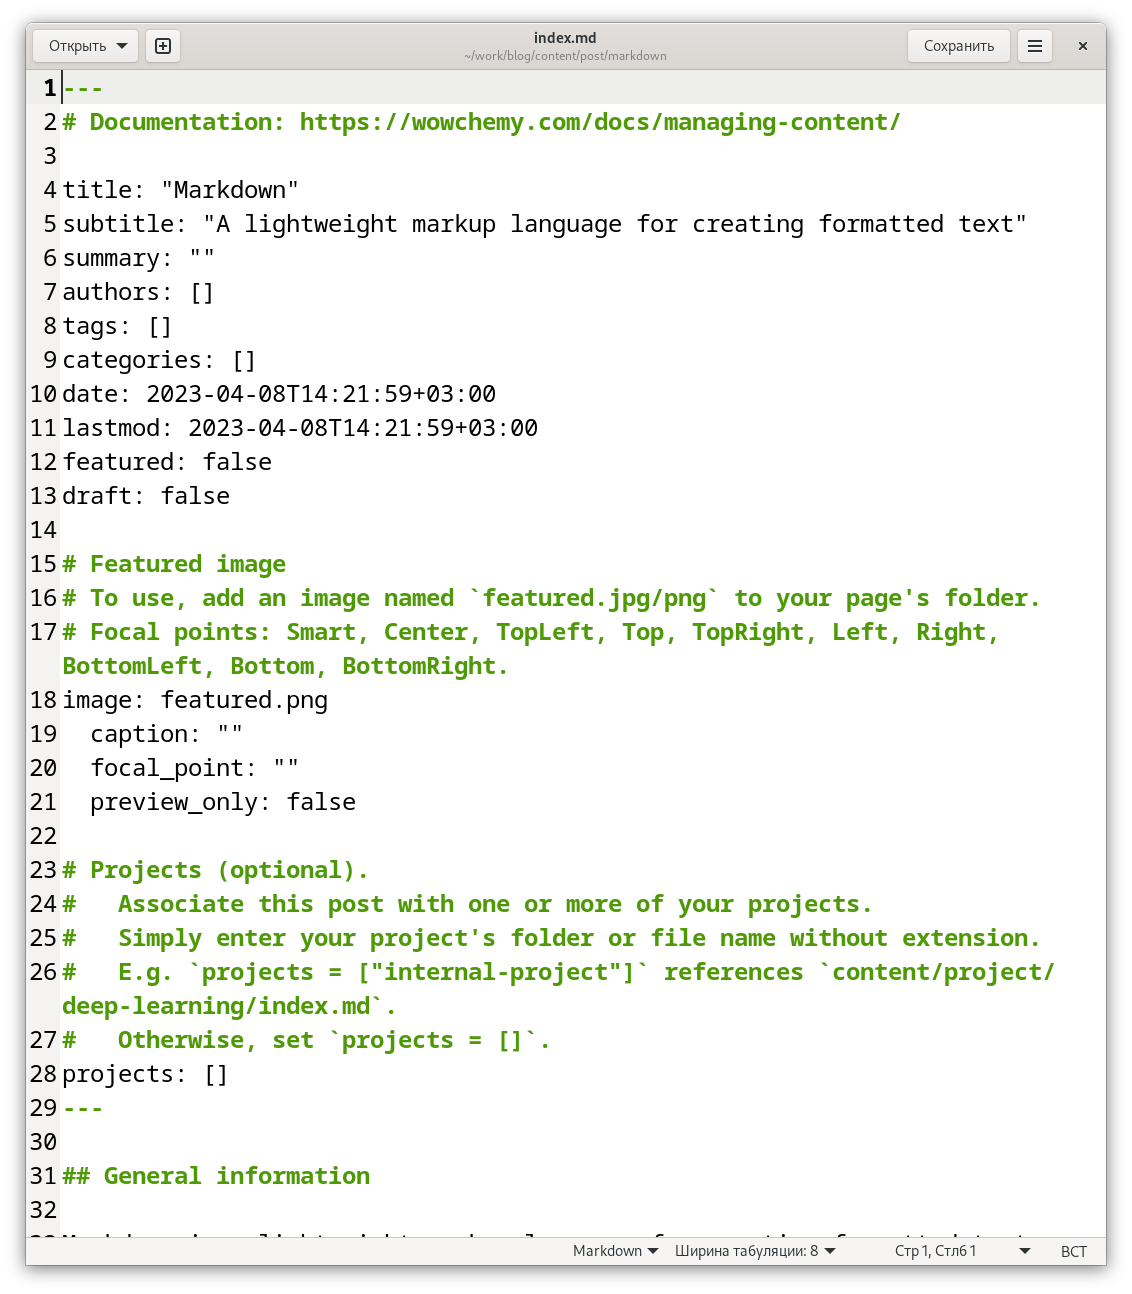 Открыть
index.md
~/work/blog/content/post/markdown
Сохранить
1 ---
2 # Documentation: https://wowchemy.com/docs/managing-content/
3
4 title: "Markdown"
5 subtitle: "A lightweight markup language for creating formatted text"
6 summary: ""
7 authors: []
8 tags: []
9 categories: []
10 date: 2023-04-08T14:21:59+03:00
11 lastmod: 2023-04-08T14:21:59+03:00
12 featured: false
13 draft: false
14
15 # Featured image
16 # To use, add an image named `featured.jpg/png` to your page's folder.
17 # Focal points: Smart, Center, TopLeft, Top, TopRight, Left, Right,
BottomLeft, Bottom, BottomRight.
18 image: featured.png
19   caption: ""
20   focal_point: ""
21   preview_only: false
22
23 # Projects (optional).
24 #   Associate this post with one or more of your projects.
25 #   Simply enter your project's folder or file name without extension.
26 #   E.g. `projects = ["internal-project"]` references `content/project/
deep-learning/index.md`.
27 #   Otherwise, set `projects = []`.
28 projects: []
29 ---
30
31 ## General information
32
Markdown Ширина табуляции: 8 Стр 1, Стлб 1 ВСТ